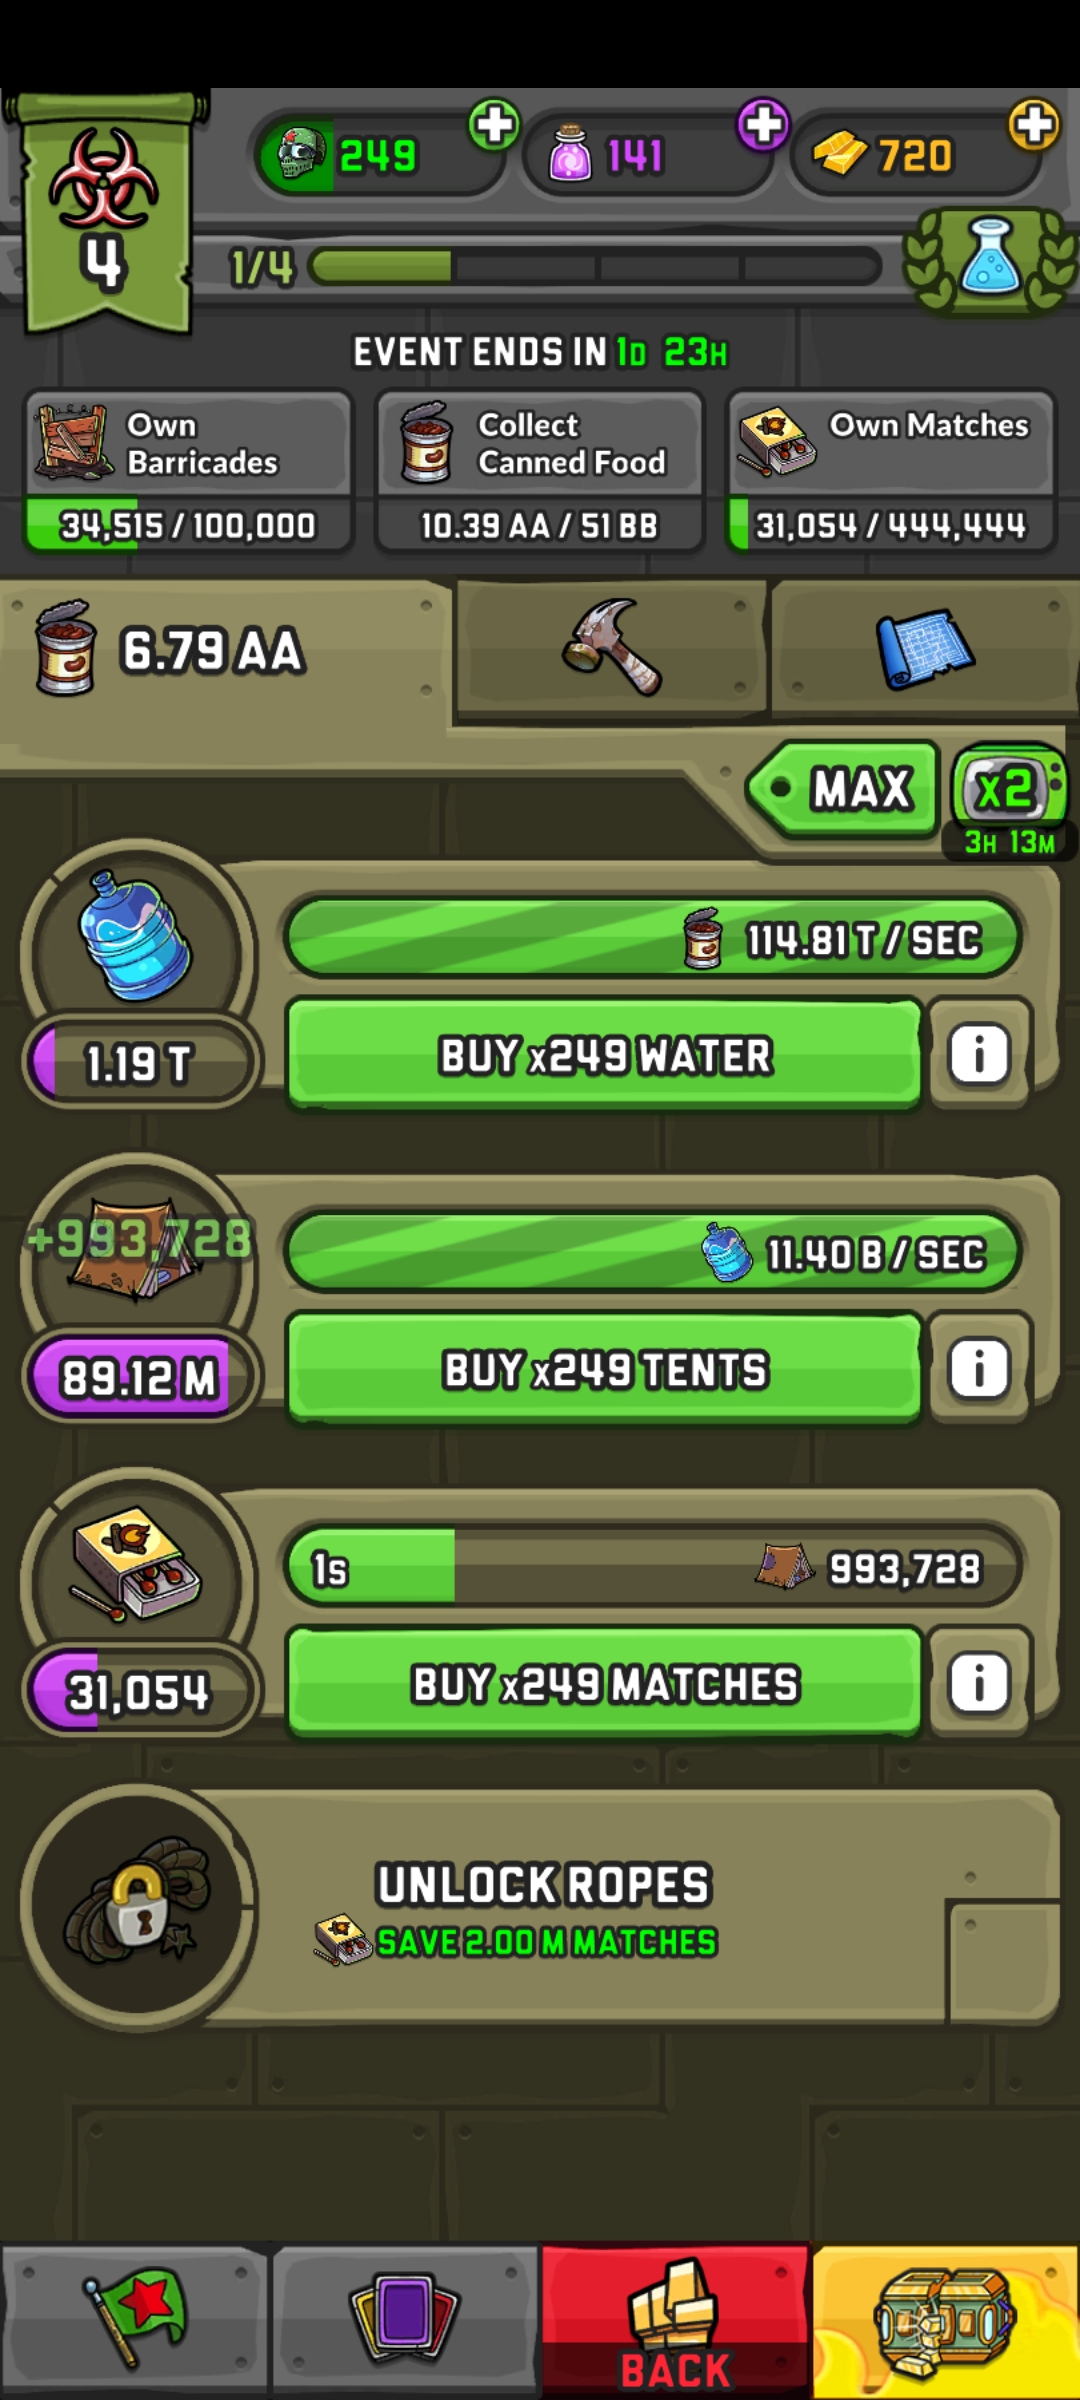 4
249
141
720
1/4
EVENT ENDS IN 1D 23H
Own
Barricades
34,515 / 100,000
Collect
Canned Food
10.39 AA / 51 BB
Own Matches
31,054 / 444,444
6.79 AA
MAX
x2
3H 13M
114.81 T / SEC
1.19 T
BUY x249 WATER
i
+993,728
11.40 B / SEC
89.12 M
BUY x249 TENTS
i
1s
993,728
31,054
BUY x249 MATCHES
i
UNLOCK ROPES
SAVE 2.00 M MATCHES
BACK